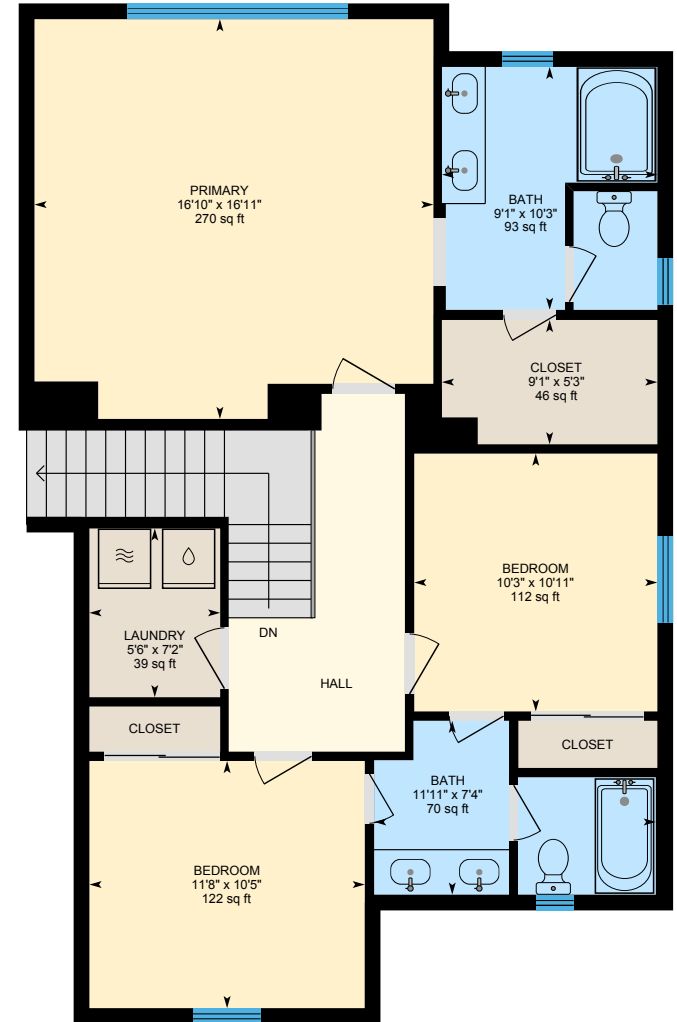 PRIMARY
16'10" x 16'11"
270 sq ft
BATH
9'1" x 10'3"
93 sq ft
CLOSET
9'1" x 5'3"
46 sq ft
BEDROOM
10'3" x 10'11"
112 sq ft
LAUNDRY
5'6" x 7'2"
39 sq ft
DN
HALL
CLOSET
CLOSET
BATH
11'11" x 7'4"
70 sq ft
BEDROOM
11'8" x 10'5"
122 sq ft